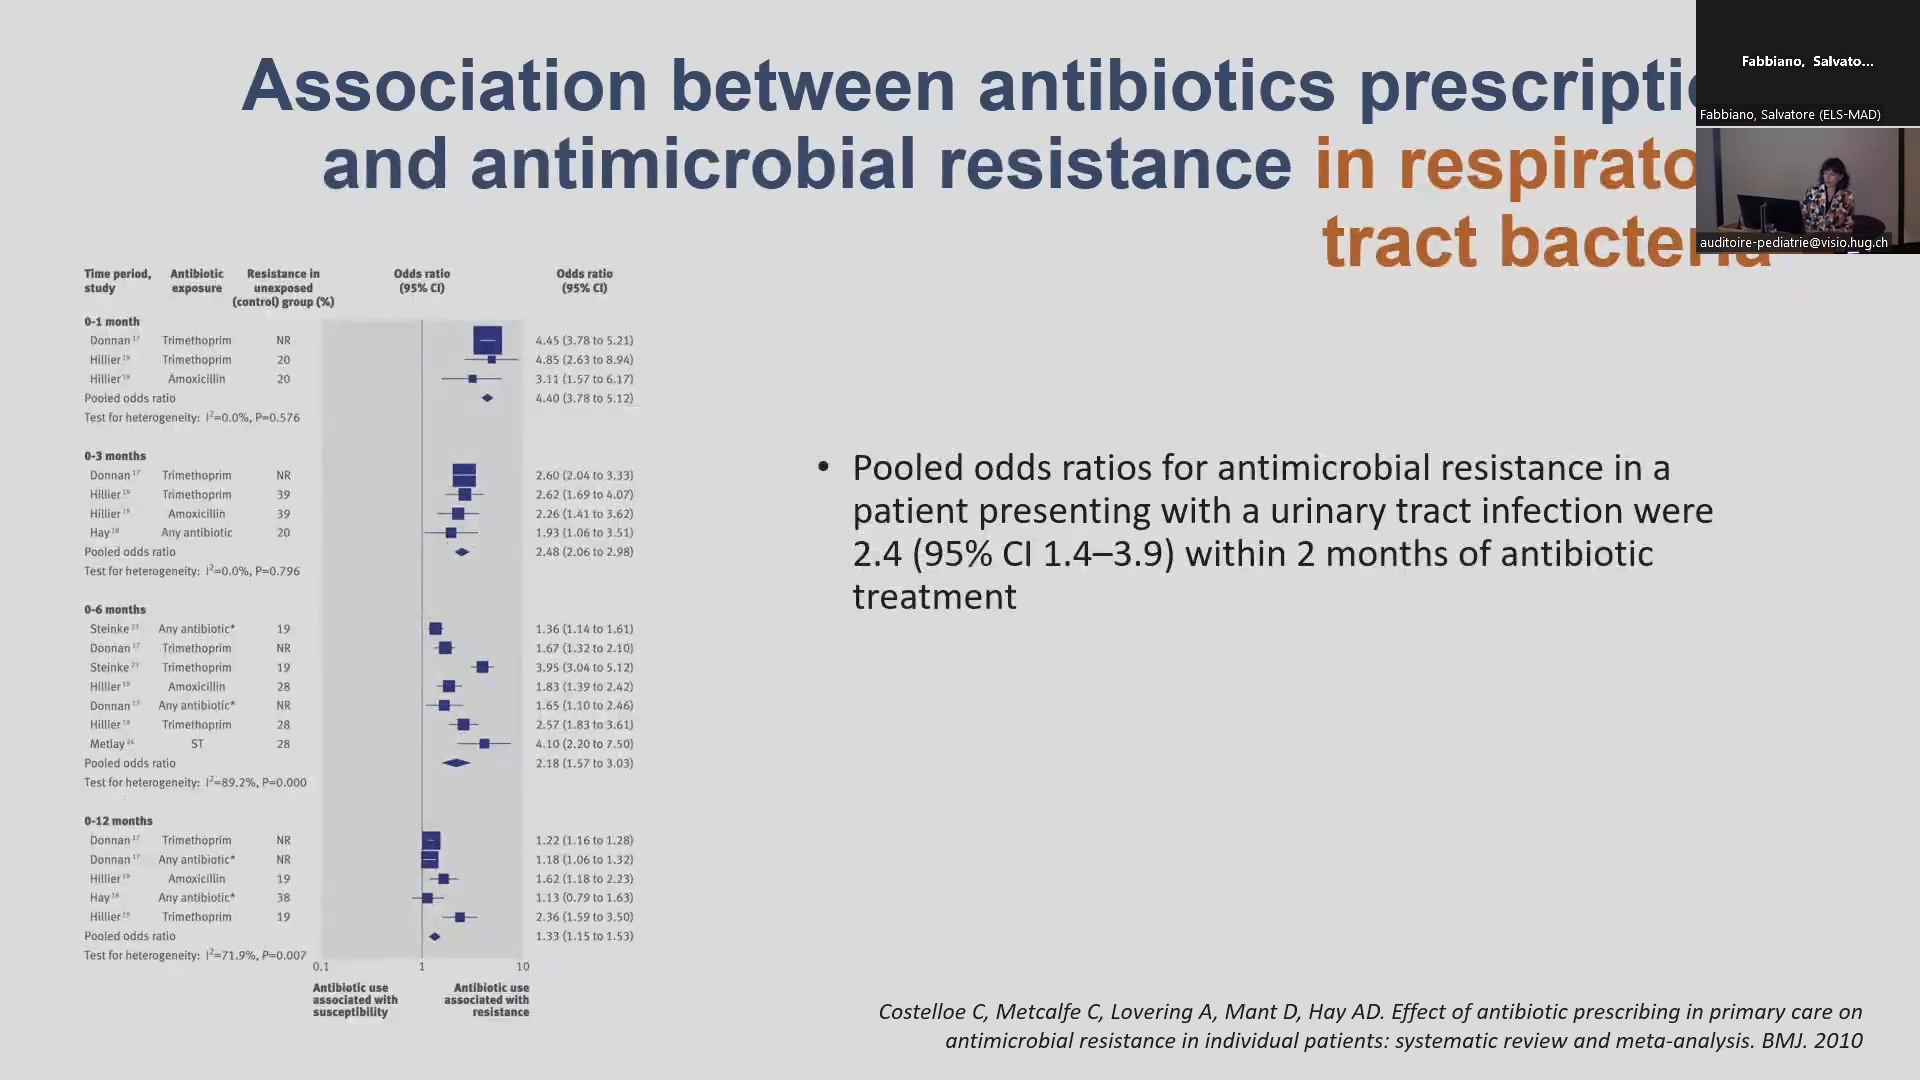 Association between antibiotics prescripti
and antimicrobial resistance in respirato
tract bacteria
Fabbiano, Salvato...
Fabbiano, Salvatore (ELS-MAD)
auditoire-pediatrie@visio.hug.ch
Time period, study Antibiotic exposure Resistance in unexposed (control) group (%) Odds ratio (95% CI) Odds ratio (95% CI)
0-1 month
Donnan 17 Trimethoprim NR 4.45 (3.78 to 5.21)
Hillier 19 Trimethoprim 20 4.85 (2.63 to 8.94)
Hillier 19 Amoxicillin 20 3.11 (1.57 to 6.17)
Pooled odds ratio 4.40 (3.78 to 5.12)
Test for heterogeneity: I²=0.0%, P=0.576
0-3 months
Donnan 17 Trimethoprim NR 2.60 (2.04 to 3.33)
Hillier 19 Trimethoprim 39 2.62 (1.69 to 4.07)
Hillier 19 Amoxicillin 39 2.26 (1.41 to 3.62)
Hay 18 Any antibiotic 20 1.93 (1.06 to 3.51)
Pooled odds ratio 2.48 (2.06 to 2.98)
Test for heterogeneity: I²=0.0%, P=0.796
0-6 months
Steinke Any antibiotic* 19 1.36 (1.14 to 1.61)
Donnan 17 Trimethoprim NR 1.67 (1.32 to 2.10)
Steinke Trimethoprim 19 3.95 (3.04 to 5.12)
Hillier 19 Amoxicillin 28 1.83 (1.39 to 2.42)
Donnan 17 Any antibiotic* NR 1.65 (1.10 to 2.46)
Hillier 19 Trimethoprim 28 2.57 (1.83 to 3.61)
Metlay ST 28 4.10 (2.20 to 7.50)
Pooled odds ratio 2.18 (1.57 to 3.03)
Test for heterogeneity: I²=89.2%, P=0.000
0-12 months
Donnan 17 Trimethoprim NR 1.22 (1.16 to 1.28)
Donnan 17 Any antibiotic* NR 1.18 (1.06 to 1.32)
Hillier 19 Amoxicillin 19 1.62 (1.18 to 2.23)
Hay 18 Any antibiotic* 38 1.13 (0.79 to 1.63)
Hillier 19 Trimethoprim 19 2.36 (1.59 to 3.50)
Pooled odds ratio 1.33 (1.15 to 1.53)
Test for heterogeneity: I²=71.9%, P=0.007
0.1 1 10
Antibiotic use
associated with
susceptibility
Antibiotic use
associated with
resistance
• Pooled odds ratios for antimicrobial resistance in a
patient presenting with a urinary tract infection were
2.4 (95% CI 1.4–3.9) within 2 months of antibiotic
treatment
Costelloe C, Metcalfe C, Lovering A, Mant D, Hay AD. Effect of antibiotic prescribing in primary care on
antimicrobial resistance in individual patients: systematic review and meta-analysis. BMJ. 2010